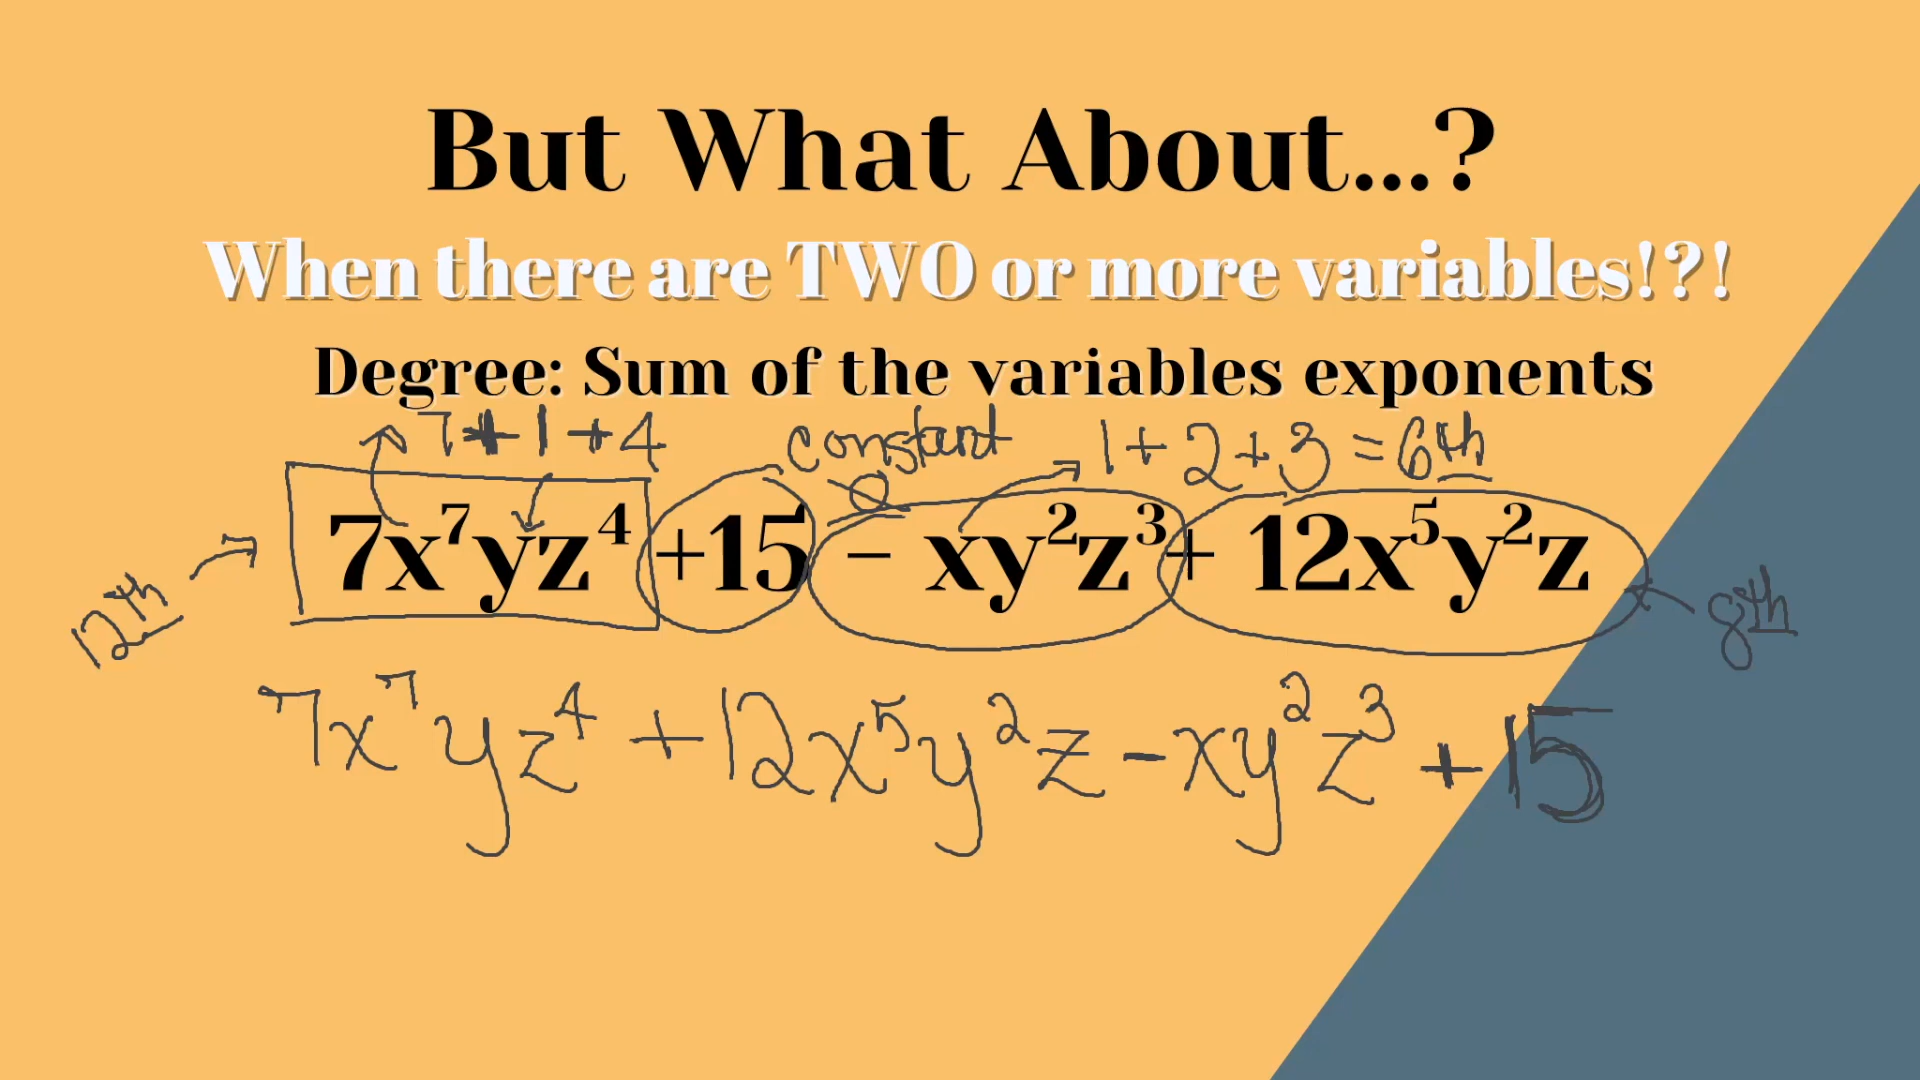 But What About...?
When there are TWO or more variables!?!
Degree: Sum of the variables exponents
7+1+4 constant 1+2+3=6th
0
7x⁷yz⁴ +15 − xy²z³ + 12x⁵y²z
12th 8th
7x⁷yz⁴ + 12x⁵y²z - xy²z³ + 15